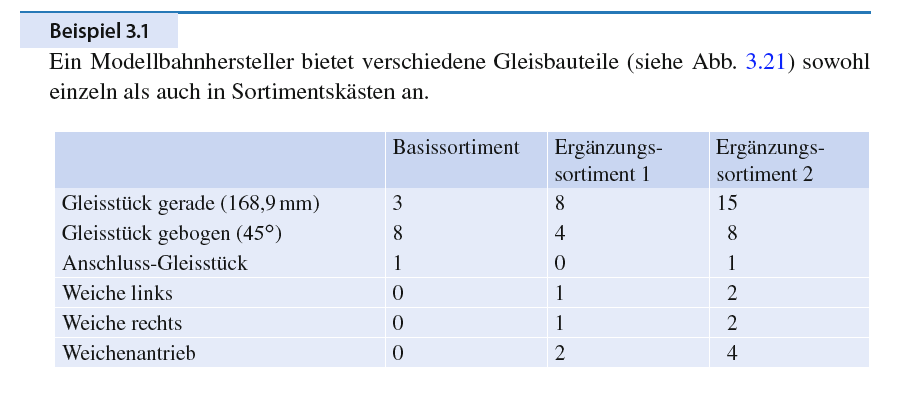 Beispiel 3.1
Ein Modellbahnhersteller bietet verschiedene Gleisbauteile (siehe Abb. 3.21) sowohl
einzeln als auch in Sortimentskästen an.
Basissortiment Ergänzungs- Ergänzungs-
sortiment 1 sortiment 2
Gleisstück gerade (168,9 mm) 3 8 15
Gleisstück gebogen (45°) 8 4 8
Anschluss-Gleisstück 1 0 1
Weiche links 0 1 2
Weiche rechts 0 1 2
Weichenantrieb 0 2 4